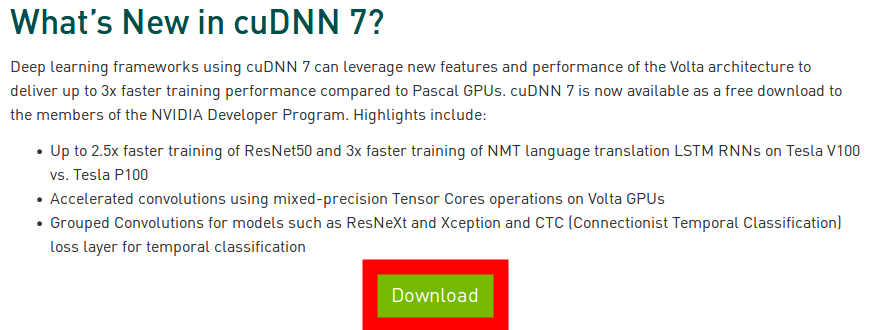 What's New in cuDNN 7?
Deep learning frameworks using cuDNN 7 can leverage new features and performance of the Volta architecture to
deliver up to 3x faster training performance compared to Pascal GPUs. cuDNN 7 is now available as a free download to
the members of the NVIDIA Developer Program. Highlights include:
• Up to 2.5x faster training of ResNet50 and 3x faster training of NMT language translation LSTM RNNs on Tesla V100
vs. Tesla P100
• Accelerated convolutions using mixed-precision Tensor Cores operations on Volta GPUs
• Grouped Convolutions for models such as ResNeXt and Xception and CTC (Connectionist Temporal Classification)
loss layer for temporal classification
Download